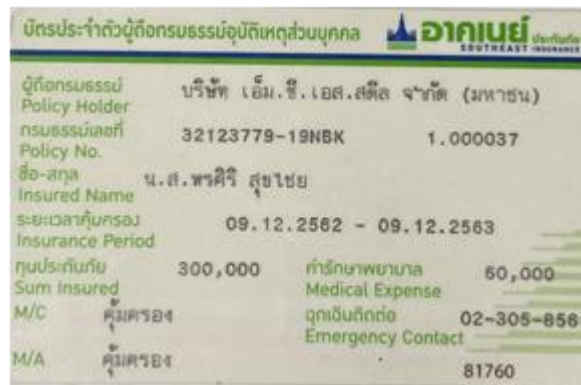 บัตรประจำตัวผู้ถือกรมธรรม์อุบัติเหตุส่วนบุคคล อาคเนย์ ประกันภัย
SOUTHEAST INSURANCE
ผู้ถือกรมธรรม์ บริษัท เอ็ม.ซี.เอส.สตีล จำกัด (มหาชน)
Policy Holder
กรมธรรม์เลขที่ 32123779-19NBK 1.000037
Policy No.
ชื่อ-สกุล น.ส.พรศิริ สุขไชย
Insured Name
ระยะเวลาคุ้มครอง 09.12.2562 - 09.12.2563
Insurance Period
ทุนประกันภัย 300,000 ค่ารักษาพยาบาล 60,000
Sum Insured Medical Expense
M/C คุ้มครอง ฉุกเฉินติดต่อ 02-305-856
Emergency Contact
M/A คุ้มครอง 81760